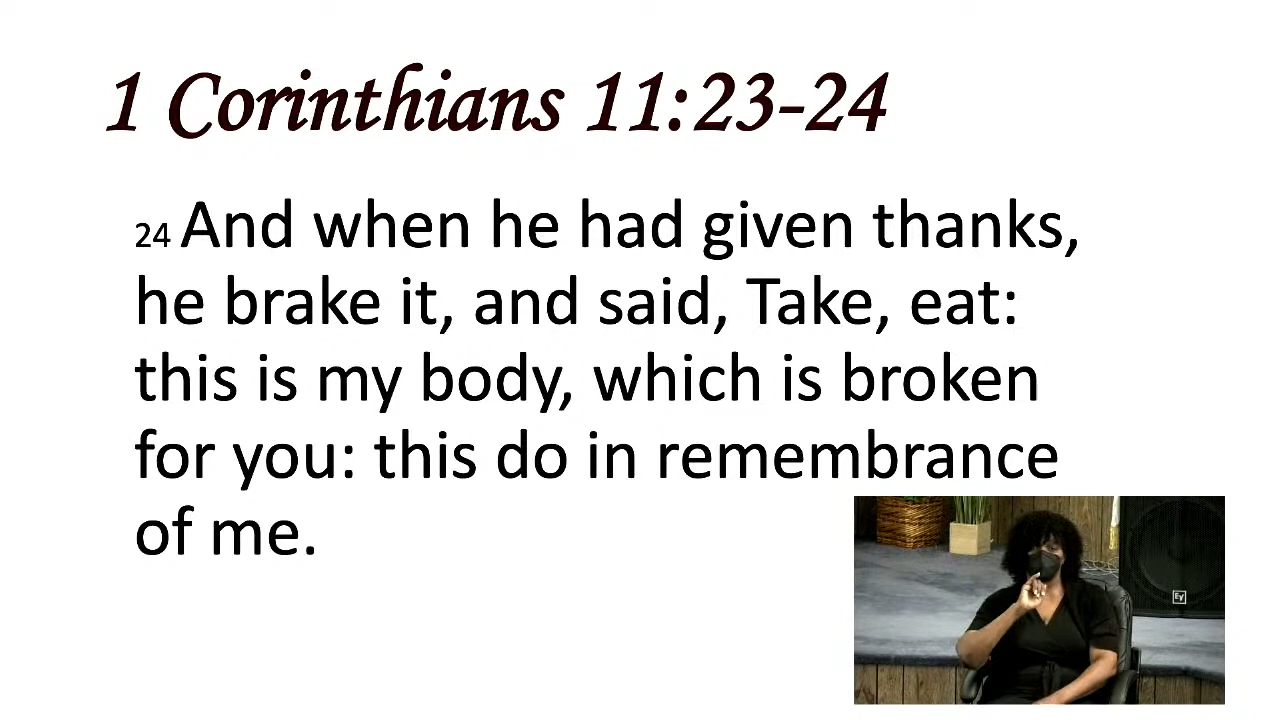 1 Corinthians 11:23-24
24 And when he had given thanks,
he brake it, and said, Take, eat:
this is my body, which is broken
for you: this do in remembrance
of me.
EV